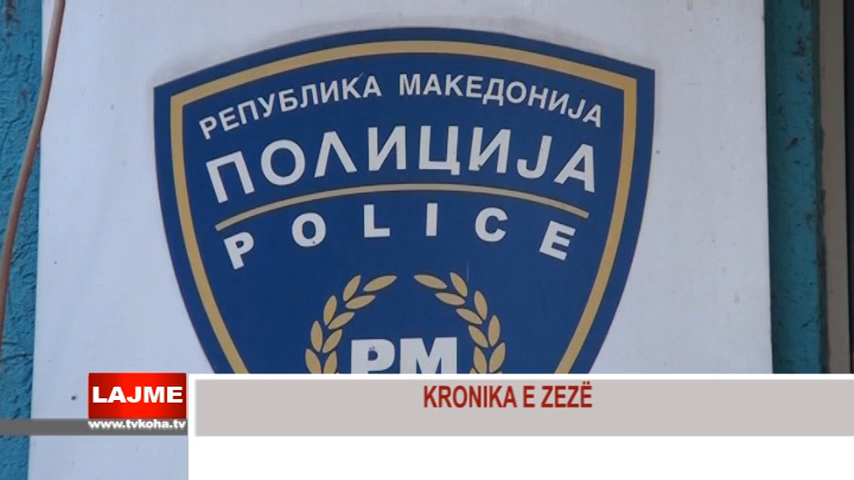 РЕПУБЛИКА МАКЕДОНИЈА
ПОЛИЦИЈА
POLICE
РМ
LAJME
KRONIKA E ZEZË
www.tvkoha.tv